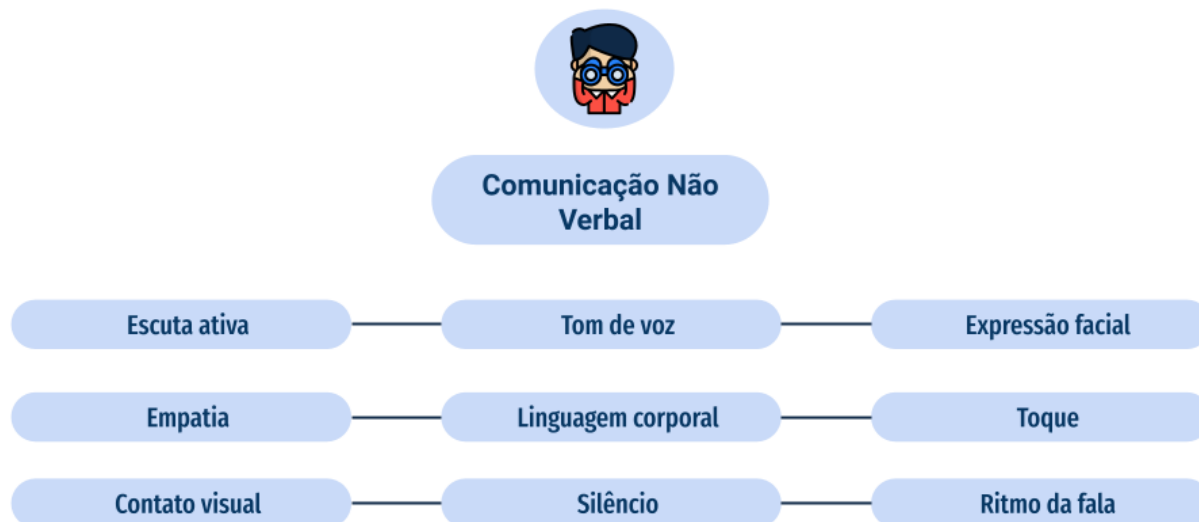 Comunicação Não
Verbal
Escuta ativa
Tom de voz
Expressão facial
Empatia
Linguagem corporal
Toque
Contato visual
Silêncio
Ritmo da fala